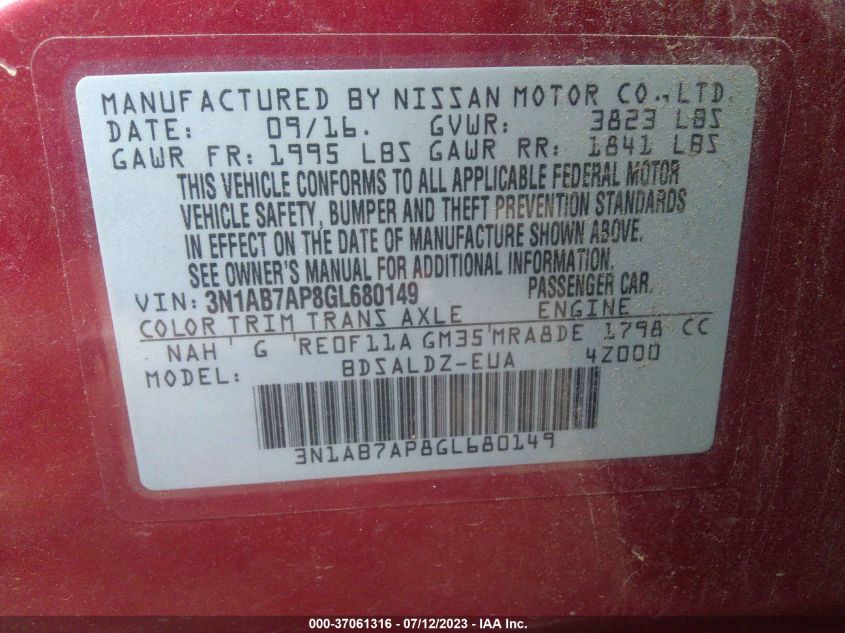 MANUFACTURED BY NISSAN MOTOR CO., LTD.
DATE: 09/16. GVWR: 3823 LBS
GAWR FR: 1995 LBS GAWR RR: 1841 LBS
THIS VEHICLE CONFORMS TO ALL APPLICABLE FEDERAL MOTOR
VEHICLE SAFETY, BUMPER AND THEFT PREVENTION STANDARDS
IN EFFECT ON THE DATE OF MANUFACTURE SHOWN ABOVE.
SEE OWNER'S MANUAL FOR ADDITIONAL INFORMATION.
VIN: 3N1AB7AP8GL680149 PASSENGER CAR.
COLOR TRIM TRANS AXLE ENGINE
NAH G RE0F11A GM35 MRA8DE 1798 CC
MODEL: BDSALDZ-EUA 4Z000
3N1AB7AP8GL680149
000-37061316 - 07/12/2023 - IAA Inc.